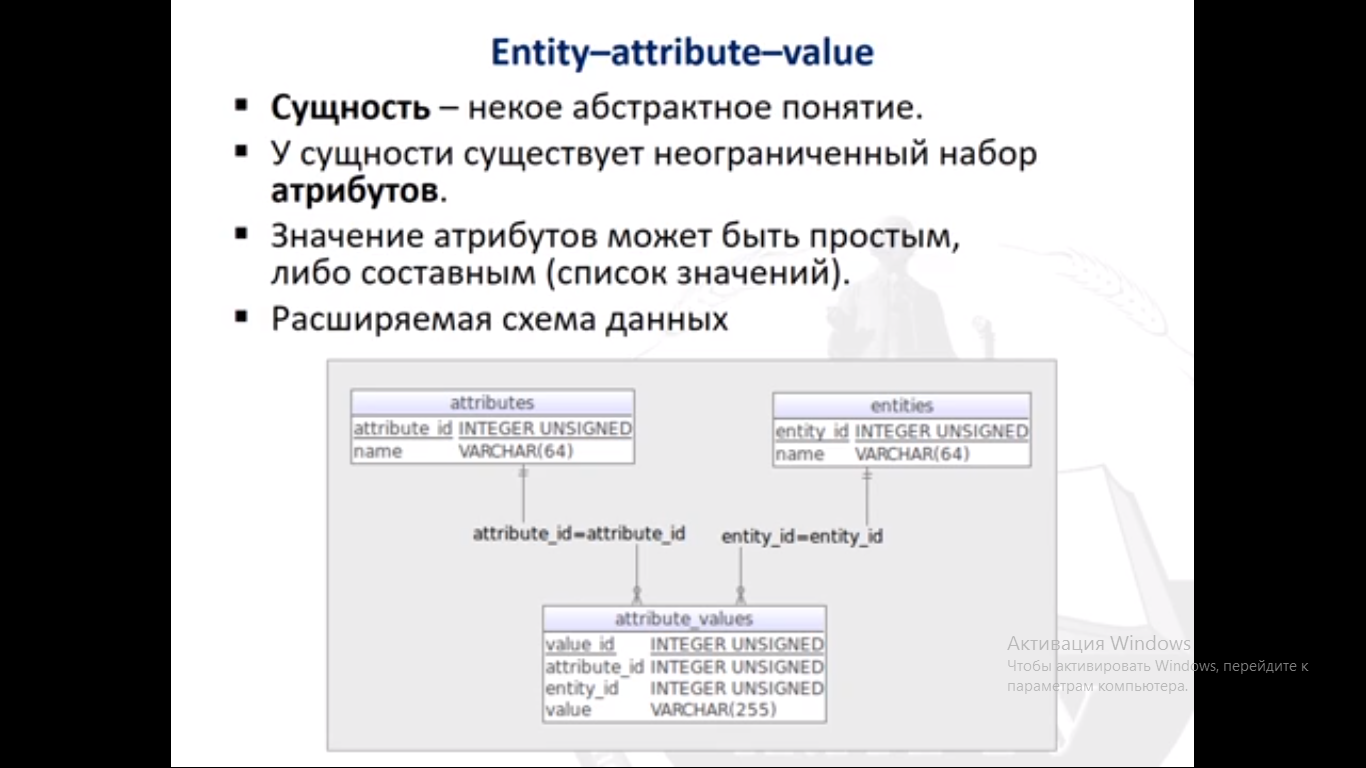 Entity–attribute–value
▪ Сущность – некое абстрактное понятие.
▪ У сущности существует неограниченный набор
атрибутов.
▪ Значение атрибутов может быть простым,
либо составным (список значений).
▪ Расширяемая схема данных
attributes
attribute_id INTEGER UNSIGNED
name VARCHAR(64)
entities
entity_id INTEGER UNSIGNED
name VARCHAR(64)
attribute_id=attribute_id
entity_id=entity_id
attribute_values
value_id INTEGER UNSIGNED
attribute_id INTEGER UNSIGNED
entity_id INTEGER UNSIGNED
value VARCHAR(255)
Активация Windows
Чтобы активировать Windows, перейдите к
параметрам компьютера.